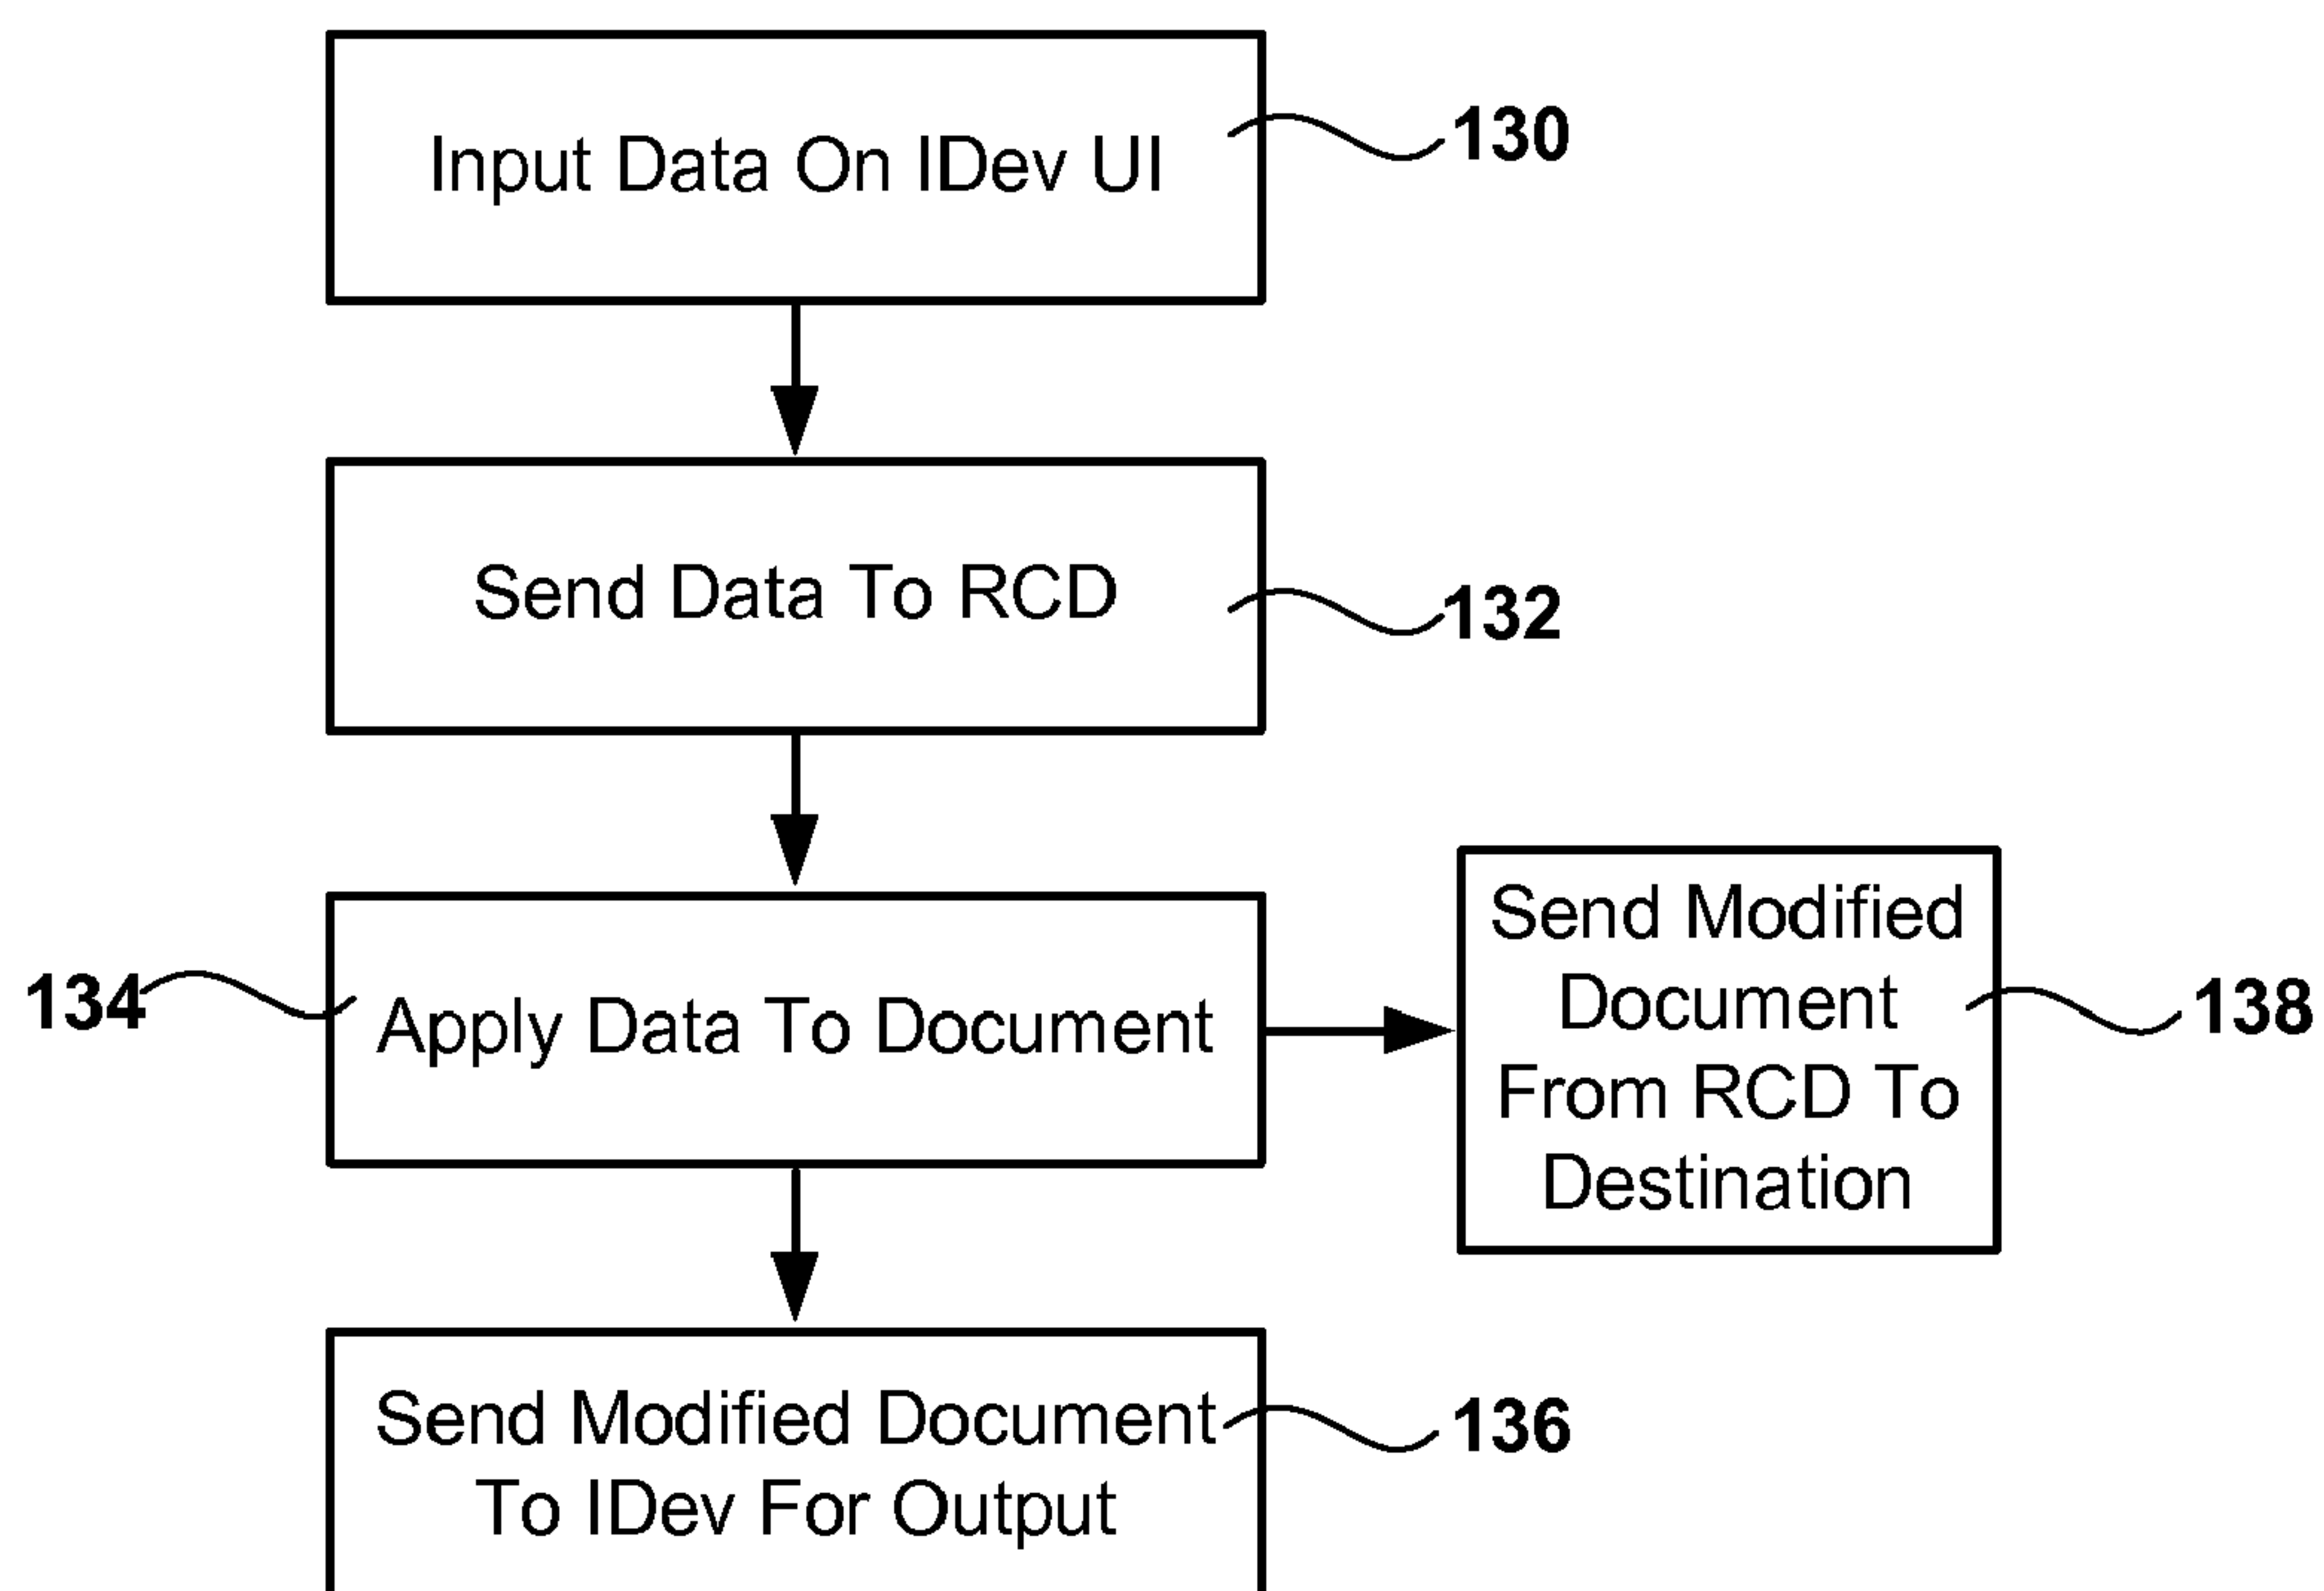 Input Data On IDev UI
130
Send Data To RCD
132
134
Apply Data To Document
Send Modified
Document
From RCD To
Destination
138
Send Modified Document
To IDev For Output
136